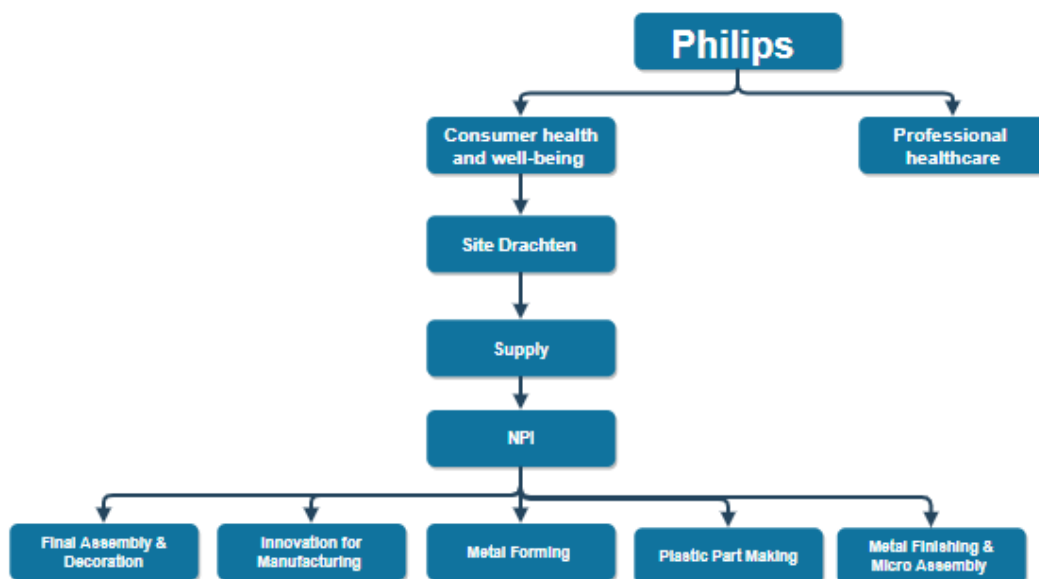 Philips
Consumer health
and well-being
Professional
healthcare
Site Drachten
Supply
NPI
Final Assembly &
Decoration
Innovation for
Manufacturing
Metal Forming
Plastic Part Making
Metal Finishing &
Micro Assembly